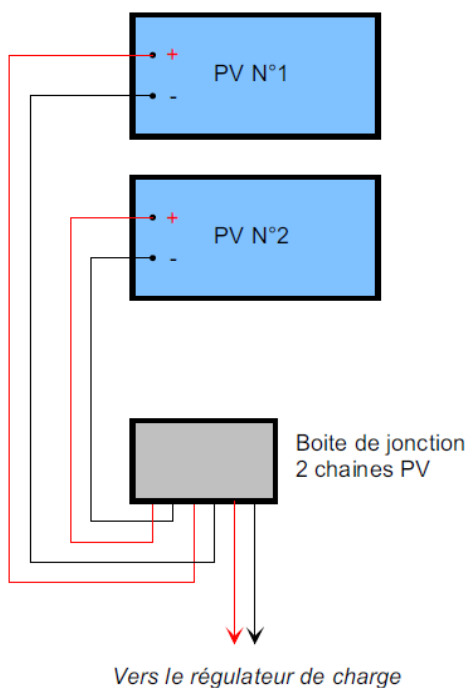 +
PV N°1
-
+
PV N°2
-
Boite de jonction
2 chaines PV
Vers le régulateur de charge